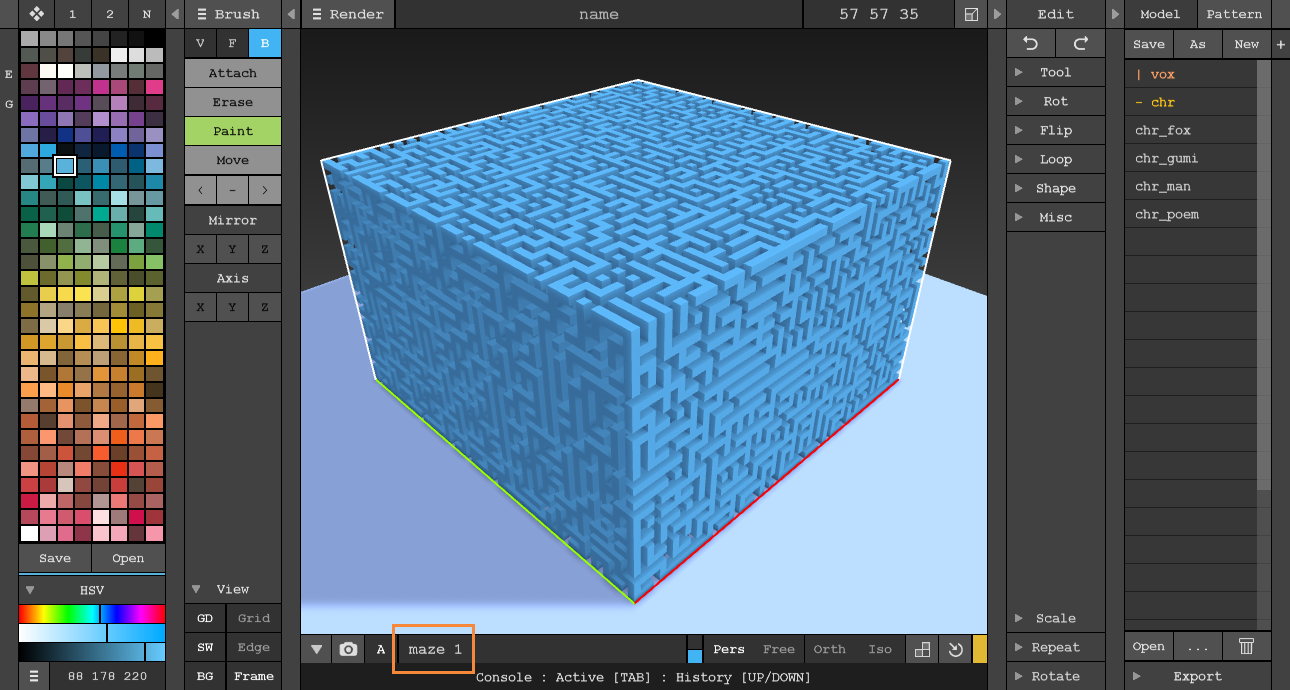 1 2 N
Brush
Render
name
57 57 35
Edit
Model Pattern
V F B
Save As New +
E
G
Attach
Erase
Paint
Move
< - >
Mirror
X Y Z
Axis
X Y Z
Tool
Rot
Flip
Loop
Shape
Misc
| vox
- chr
chr_fox
chr_gumi
chr_man
chr_poem
Save Open
HSV
88 178 220
View
GD Grid
SW Edge
BG Frame
A maze 1
Pers Free Orth Iso
Console : Active [TAB] : History [UP/DOWN]
Scale
Repeat
Rotate
Open ...
Export